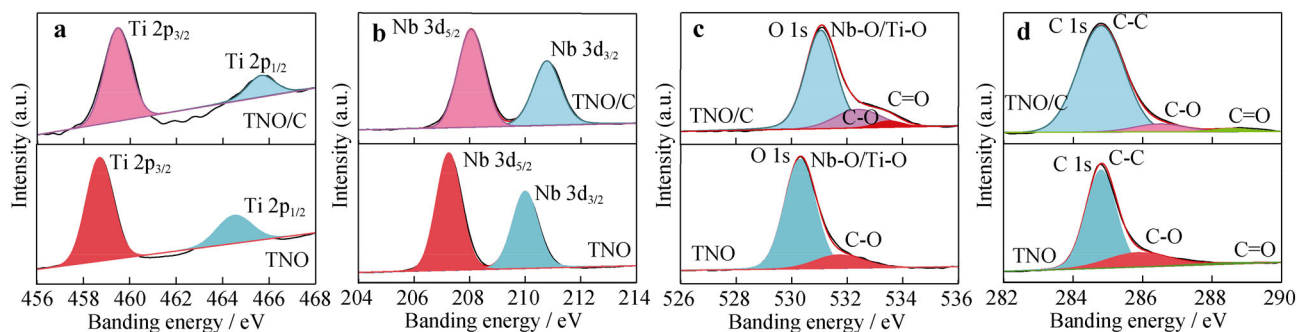 a
Ti 2p3/2
Ti 2p1/2
TNO/C
Ti 2p3/2
Ti 2p1/2
TNO
Intensity (a.u.)
456 458 460 462 464 466 468
Banding energy / eV
b
Nb 3d5/2
Nb 3d3/2
TNO/C
Nb 3d5/2
Nb 3d3/2
TNO
Intensity (a.u.)
204 206 208 210 212 214
Banding energy / eV
c
O 1s
Nb-O/Ti-O
C=O
C-O
TNO/C
O 1s
Nb-O/Ti-O
C-O
TNO
Intensity (a.u.)
526 528 530 532 534 536
Banding energy / eV
d
C 1s
C-C
TNO/C
C-O
C=O
C 1s
C-C
C-O
C=O
TNO
Intensity (a.u.)
282 284 286 288 290
Banding energy / eV